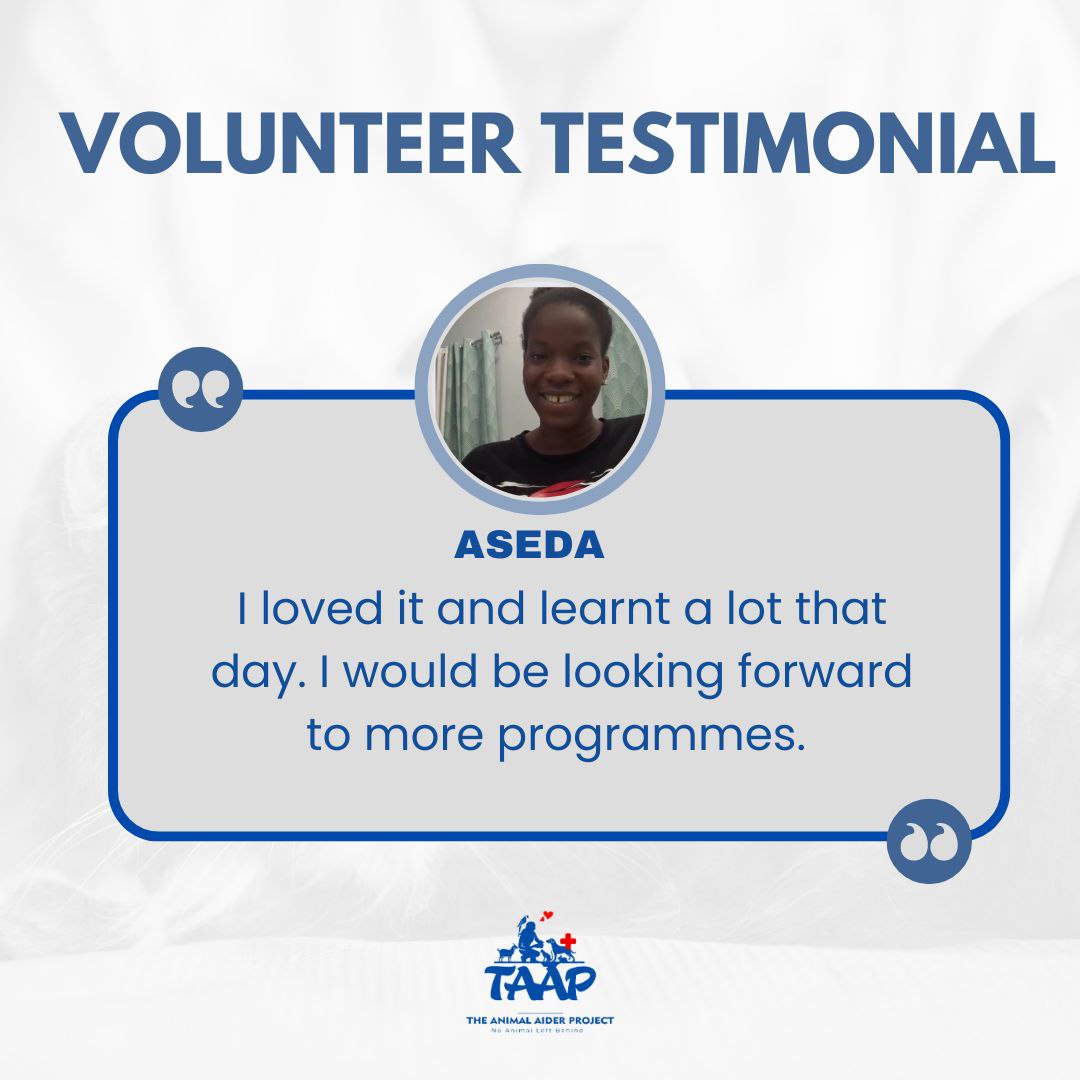 VOLUNTEER TESTIMONIAL
ASEDA
I loved it and learnt a lot that
day. I would be looking forward
to more programmes.
TAAP
THE ANIMAL AIDER PROJECT
No Animal Left Behind